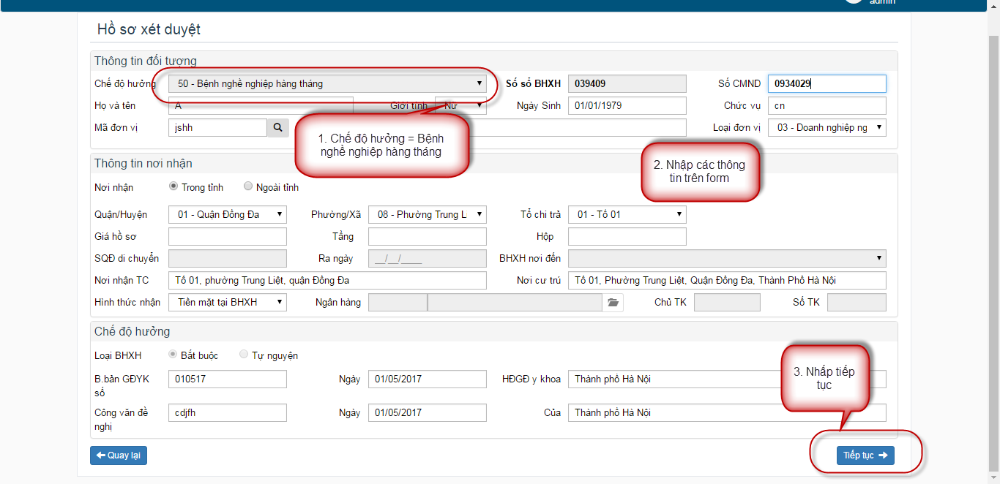 admin
Hồ sơ xét duyệt
Thông tin đối tượng
Chế độ hưởng 50 - Bệnh nghề nghiệp hàng tháng Số sổ BHXH 039409 Số CMND 0934029
Họ và tên A Giới tính Nữ Ngày Sinh 01/01/1979 Chức vụ cn
Mã đơn vị jshh Loại đơn vị 03 - Doanh nghiệp ng
1. Chế độ hưởng = Bệnh
nghề nghiệp hàng tháng
2. Nhập các thông
tin trên form
Thông tin nơi nhận
Nơi nhận Trong tỉnh Ngoài tỉnh
Quận/Huyện 01 - Quận Đống Đa Phường/Xã 08 - Phường Trung L Tổ chi trả 01 - Tổ 01
Giá hồ sơ Tầng Hộp
SQĐ di chuyển Ra ngày __/__/____ BHXH nơi đến
Nơi nhận TC Tổ 01, phường Trung Liệt, quận Đống Đa Nơi cư trú Tổ 01, Phường Trung Liệt, Quận Đống Đa, Thành Phố Hà Nội
Hình thức nhận Tiền mặt tại BHXH Ngân hàng Chủ TK Số TK
Chế độ hưởng
Loại BHXH Bắt buộc Tự nguyện
B.bản GĐYK
số 010517 Ngày 01/05/2017 HĐGĐ y khoa Thành phố Hà Nội
3. Nhấp tiếp
tục
Công văn đề
nghị cdjfh Ngày 01/05/2017 Của Thành phố Hà Nội
Quay lại Tiếp tục